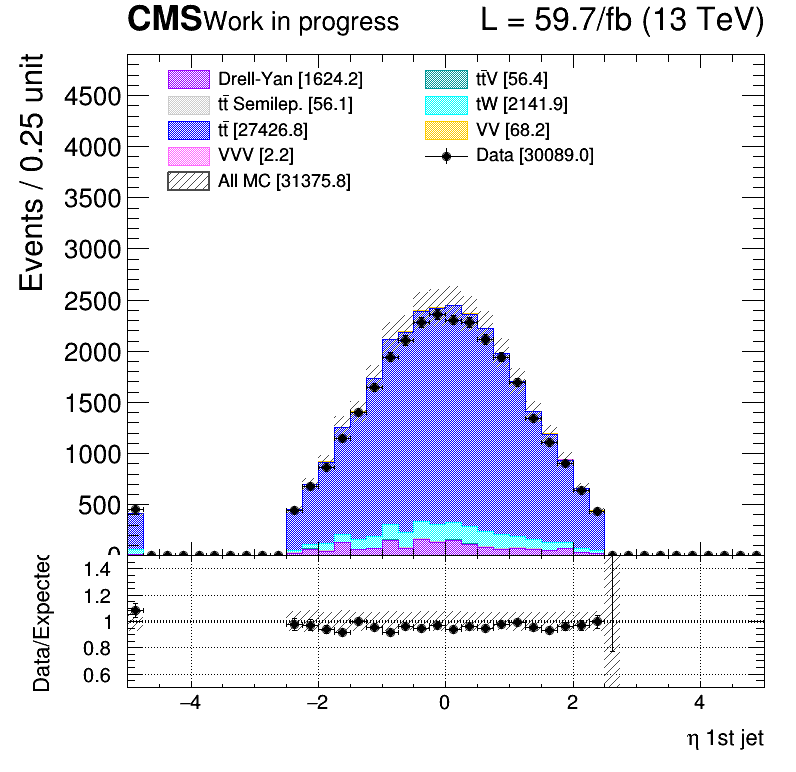 CMS Work in progress L = 59.7/fb (13 TeV)
Events / 0.25 unit
Drell-Yan [1624.2]
tt̄ Semilep. [56.1]
tt̄ [27426.8]
VVV [2.2]
All MC [31375.8]
tt̄V [56.4]
tW [2141.9]
VV [68.2]
Data [30089.0]
4500
4000
3500
3000
2500
2000
1500
1000
500
0
Data/Expected
1.4
1.2
1
0.8
0.6
−4 −2 0 2 4
η 1st jet